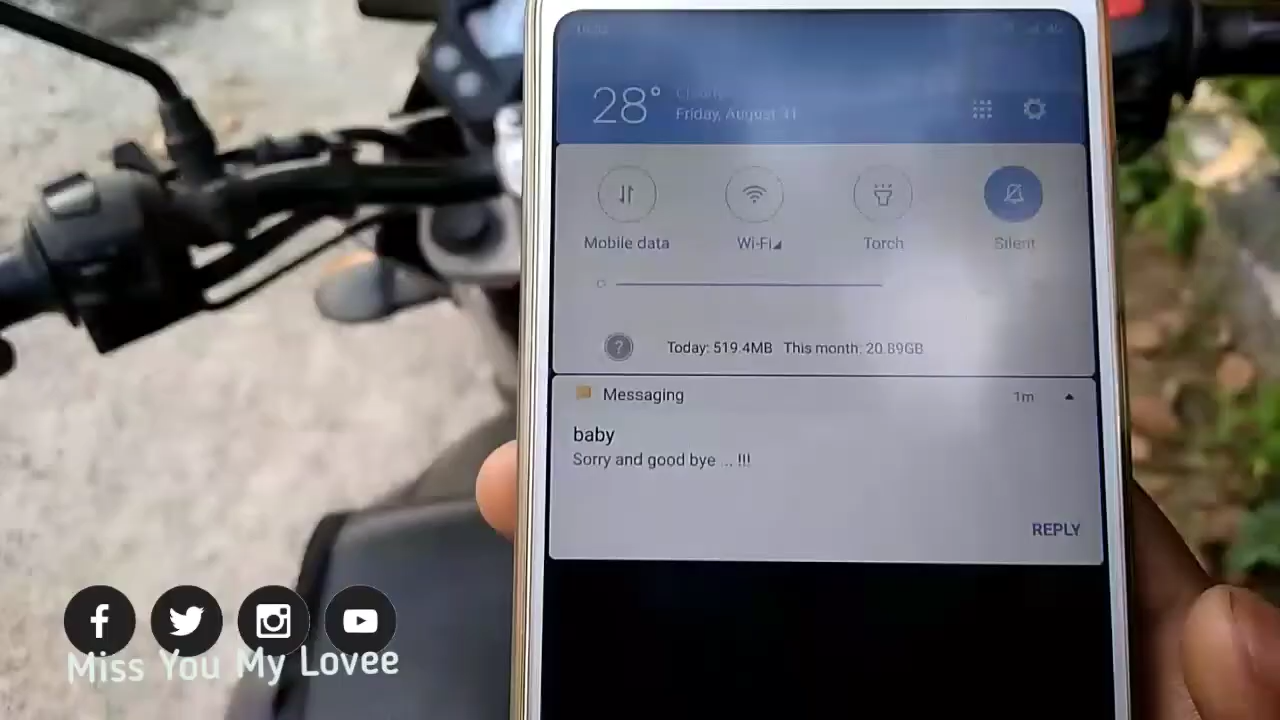 28°
Friday, August 31
Mobile data
Wi-Fi
Torch
Silent
Today: 519.4MB This month: 20.89GB
Messaging
1m
baby
Sorry and good bye ... !!!
REPLY
Miss You My Lovee